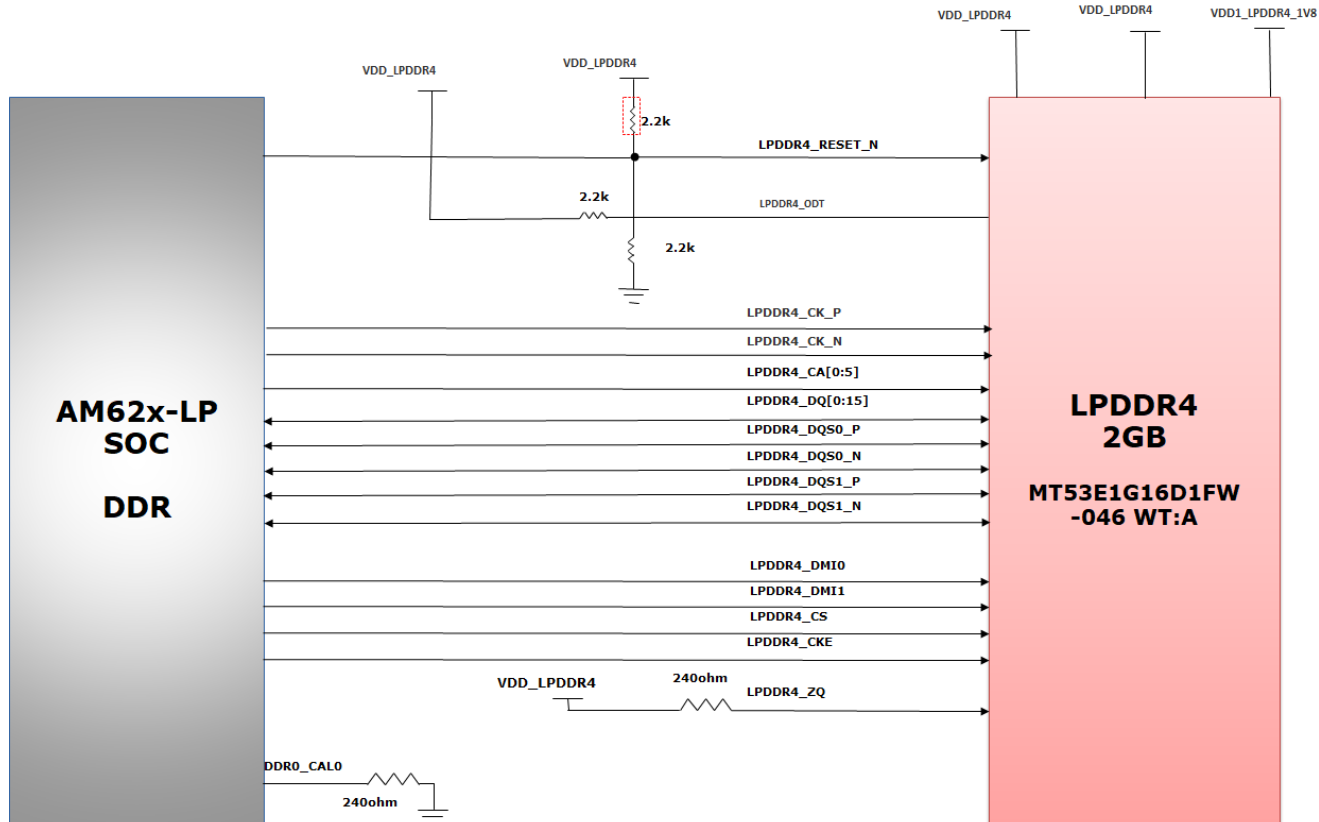 VDD_LPDDR4
VDD_LPDDR4
VDD1_LPDDR4_1V8
VDD_LPDDR4
VDD_LPDDR4
2.2k
LPDDR4_RESET_N
2.2k
LPDDR4_ODT
2.2k
LPDDR4_CK_P
LPDDR4_CK_N
LPDDR4_CA[0:5]
LPDDR4_DQ[0:15]
LPDDR4_DQS0_P
LPDDR4_DQS0_N
LPDDR4_DQS1_P
LPDDR4_DQS1_N
AM62x-LP
SOC
DDR
LPDDR4
2GB
MT53E1G16D1FW
-046 WT:A
LPDDR4_DMI0
LPDDR4_DMI1
LPDDR4_CS
LPDDR4_CKE
VDD_LPDDR4
240ohm
LPDDR4_ZQ
DDR0_CAL0
240ohm